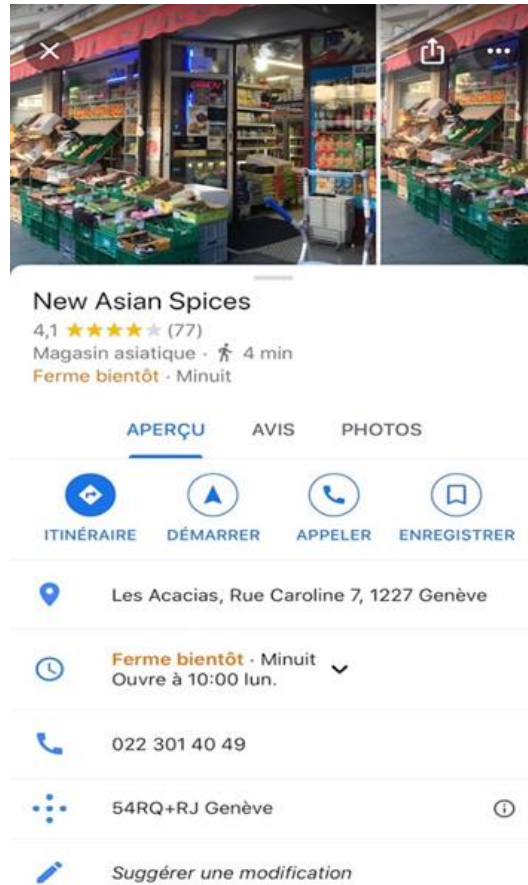 New Asian Spices
4,1 ★★★★★ (77)
Magasin asiatique · 4 min
Ferme bientôt · Minuit
APERÇU AVIS PHOTOS
ITINÉRAIRE DÉMARRER APPELER ENREGISTRER
Les Acacias, Rue Caroline 7, 1227 Genève
Ferme bientôt · Minuit
Ouvre à 10:00 lun.
022 301 40 49
54RQ+RJ Genève
Suggérer une modification